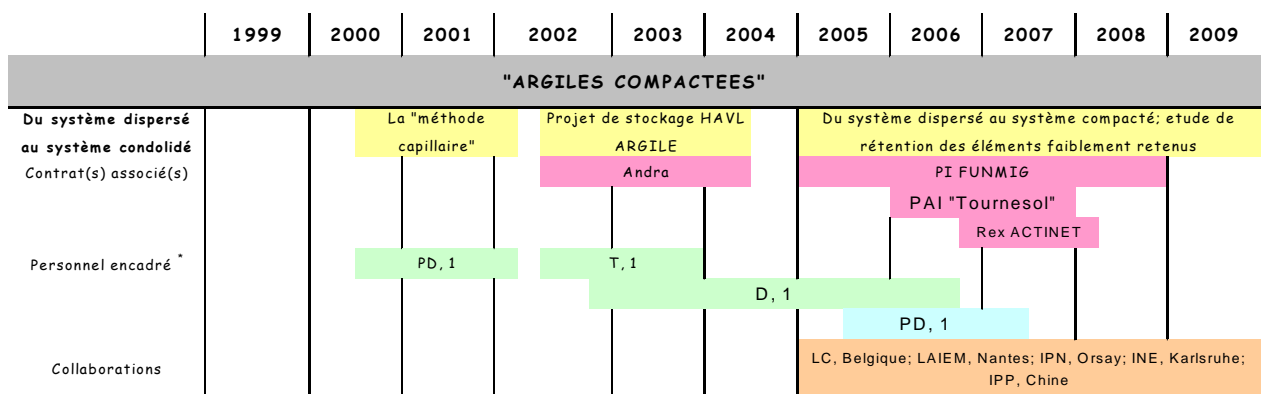 1999 2000 2001 2002 2003 2004 2005 2006 2007 2008 2009
"ARGILES COMPACTEES"
Du système dispersé
au système condolidé
La "méthode
capillaire"
Projet de stockage HAVL
ARGILE
Du système dispersé au système compacté; etude de
rétention des éléments faiblement retenus
Contrat(s) associé(s)
Andra
PI FUNMIG
PAI "Tournesol"
Rex ACTINET
Personnel encadré *
PD, 1
T, 1
D, 1
PD, 1
Collaborations
LC, Belgique; LAIEM, Nantes; IPN, Orsay; INE, Karlsruhe;
IPP, Chine